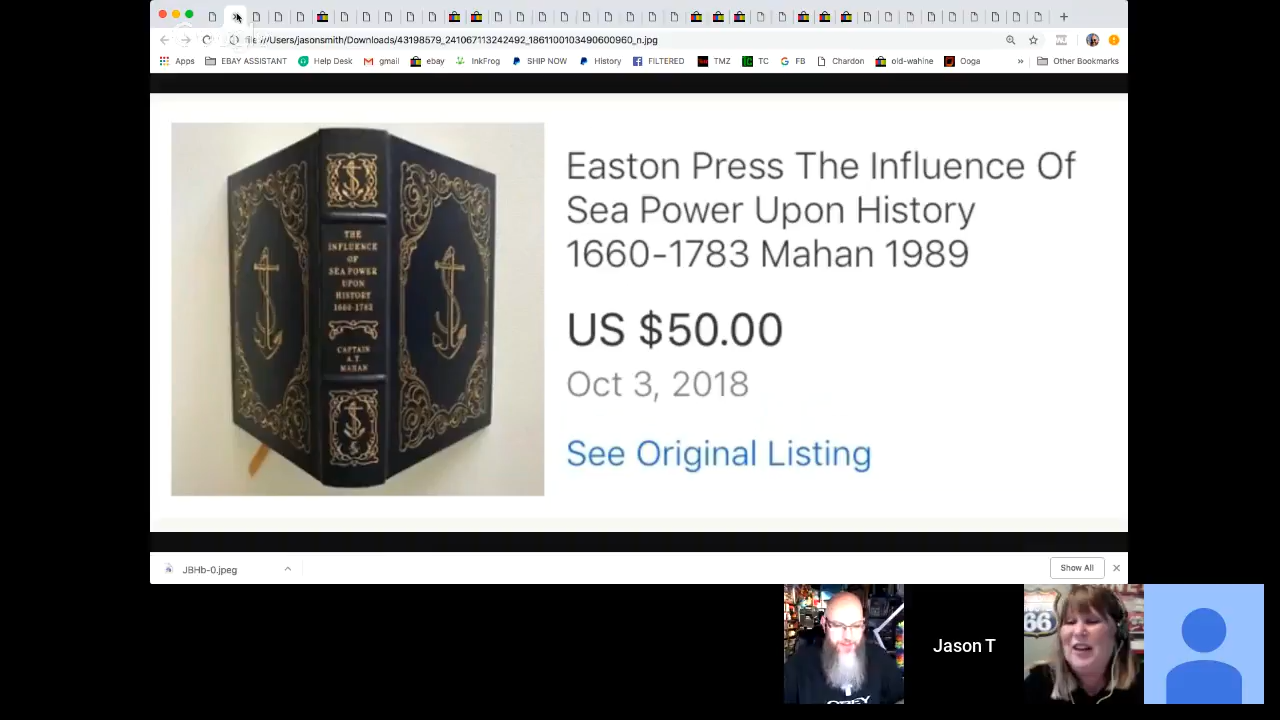 file:///Users/jasonsmith/Downloads/43198579_241067113242492_1861100103490600960_n.jpg
Apps EBAY ASSISTANT Help Desk gmail ebay InkFrog SHIP NOW History FILTERED TMZ TC FB Chardon old-wahine Ooga » Other Bookmarks
Easton Press The Influence Of
Sea Power Upon History
1660-1783 Mahan 1989
US $50.00
Oct 3, 2018
See Original Listing
THE
INFLUENCE
OF
SEA POWER
UPON
HISTORY
1660-1783
CAPTAIN
A.T.
MAHAN
JBHb-0.jpeg
Show All
Jason T
66
OBEY